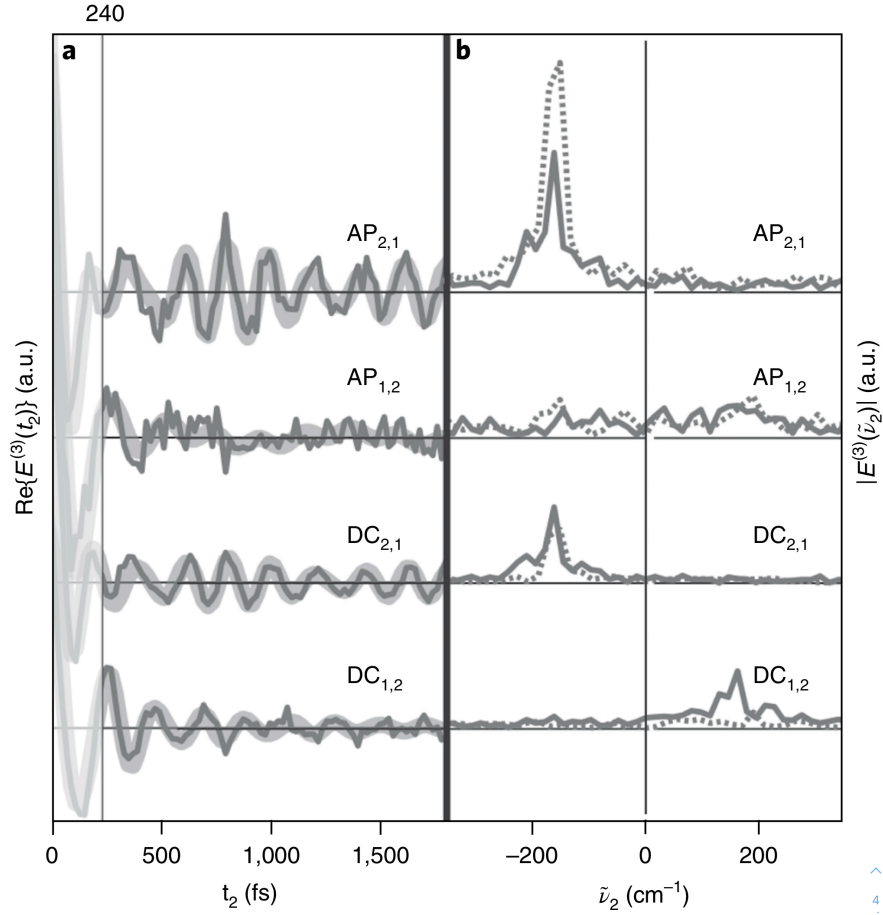 240
a
b
AP2,1
AP2,1
AP1,2
AP1,2
DC2,1
DC2,1
DC1,2
DC1,2
Re{E(3)(t2)} (a.u.)
|E(3)(ν̃2)| (a.u.)
0 500 1,000 1,500
−200 0 200
t2 (fs)
ν̃2 (cm−1)
4